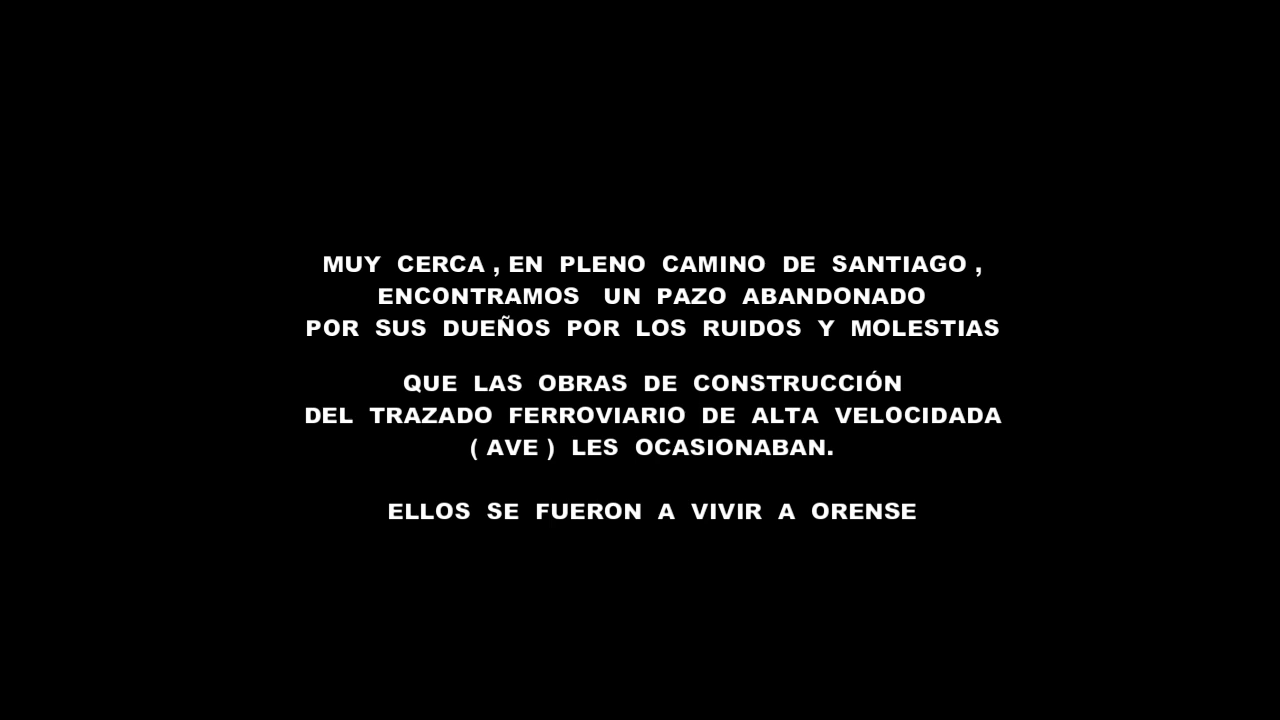 MUY CERCA , EN PLENO CAMINO DE SANTIAGO ,
ENCONTRAMOS UN PAZO ABANDONADO
POR SUS DUEÑOS POR LOS RUIDOS Y MOLESTIAS
QUE LAS OBRAS DE CONSTRUCCIÓN
DEL TRAZADO FERROVIARIO DE ALTA VELOCIDADA
( AVE ) LES OCASIONABAN.
ELLOS SE FUERON A VIVIR A ORENSE